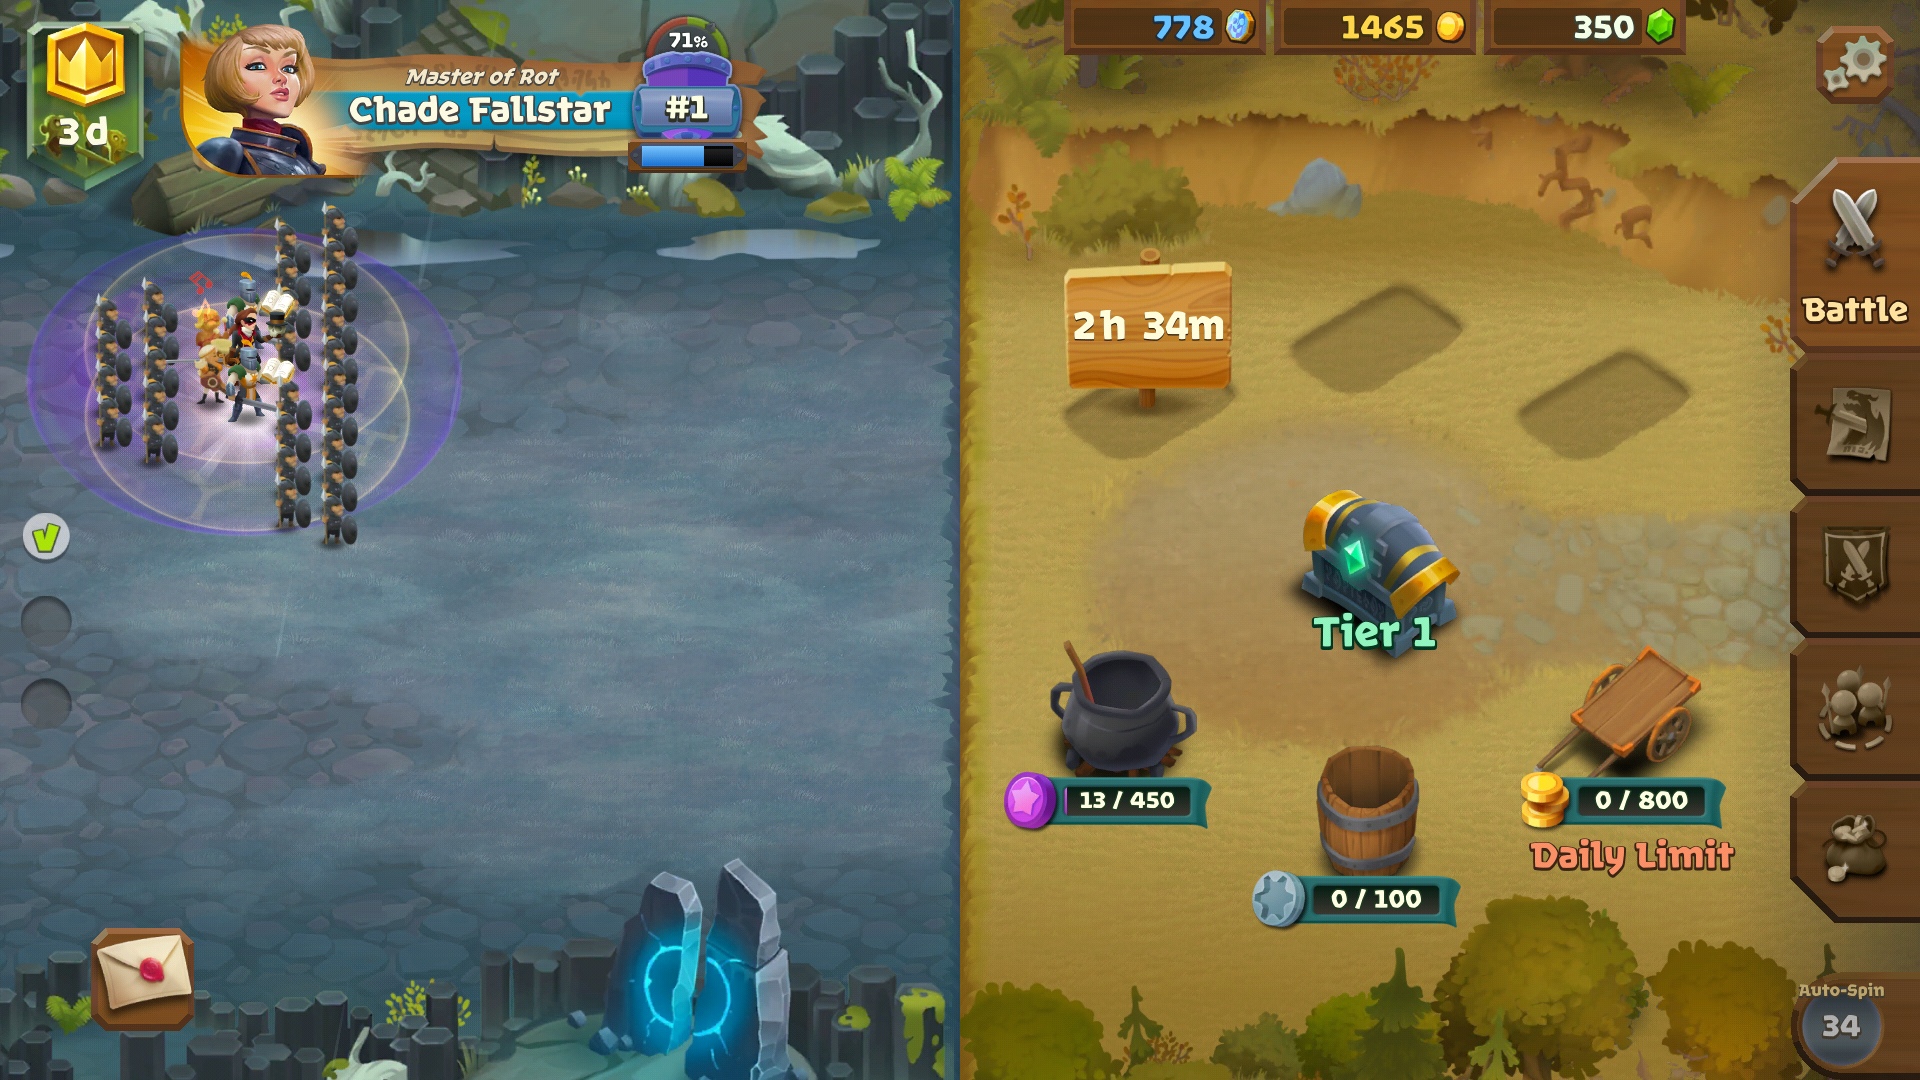 3d
Master of Rot
Chade Fallstar
71%
#1
778
1465
350
Battle
2h 34m
Tier 1
13 / 450
0 / 100
0 / 800
Daily Limit
Auto-Spin
34